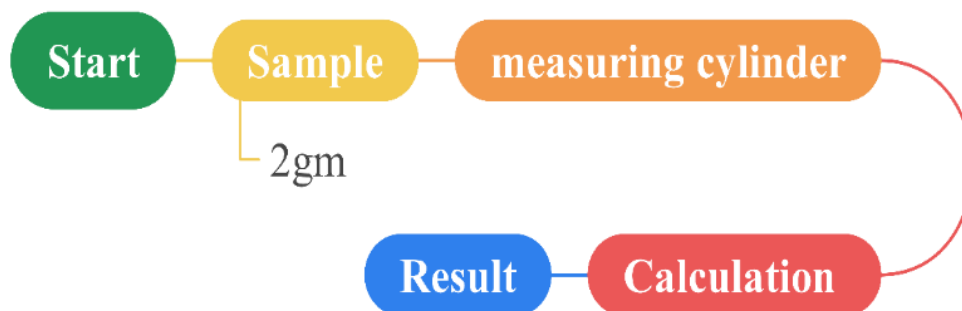 Start
Sample
measuring cylinder
2gm
Calculation
Result